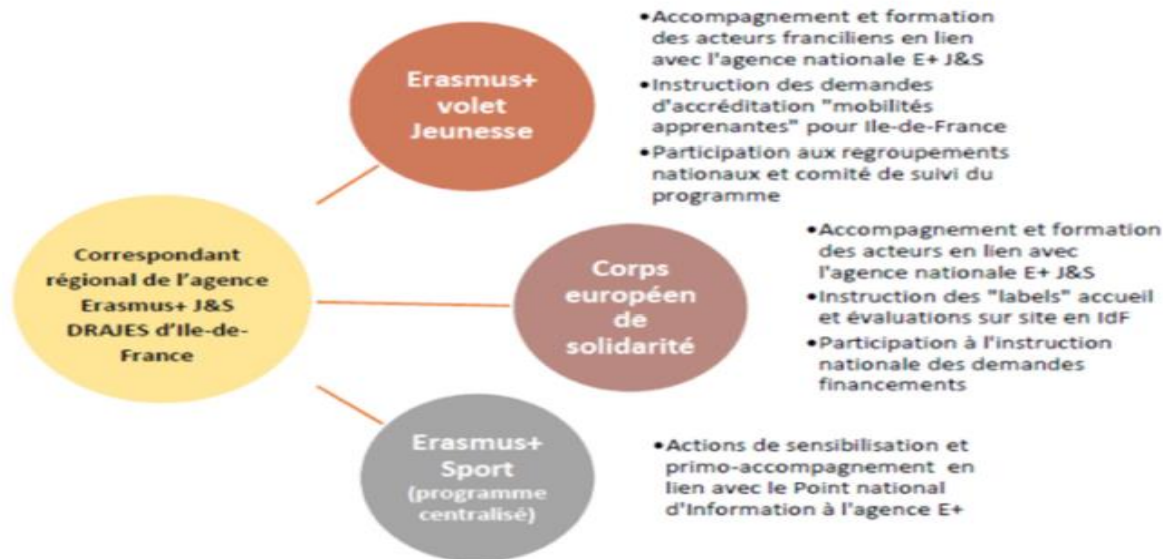 Correspondant
régional de l'agence
Erasmus+ J&S
DRAJES d'Ile-de-
France
Erasmus+
volet
Jeunesse
•Accompagnement et formation
des acteurs franciliens en lien
avec l'agence nationale E+ J&S
•Instruction des demandes
d'accréditation "mobilités
apprenantes" pour Ile-de-France
•Participation aux regroupements
nationaux et comité de suivi du
programme
Corps
européen
de
solidarité
•Accompagnement et formation
des acteurs en lien avec
l'agence nationale E+ J&S
•Instruction des "labels" accueil
et évaluations sur site en IdF
•Participation à l'instruction
nationale des demandes
financements
Erasmus+
Sport
(programme
centralisé)
•Actions de sensibilisation et
primo-accompagnement en
lien avec le Point national
d'Information à l'agence E+